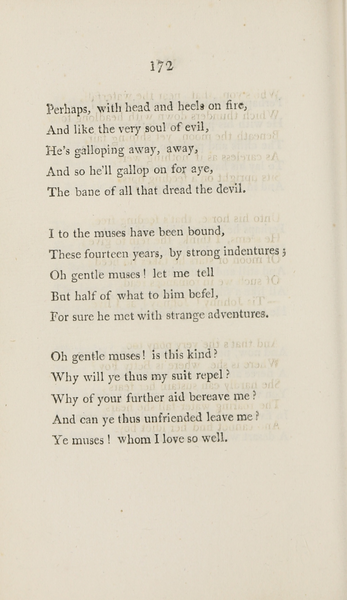 172
Perhaps, with head and heels on fire,
And like the very soul of evil,
He's galloping away, away,
And so he'll gallop on for aye,
The bane of all that dread the devil.
I to the muses have been bound,
These fourteen years, by strong indentures;
Oh gentle muses! let me tell
But half of what to him befel,
For sure he met with strange adventures.
Oh gentle muses! is this kind?
Why will ye thus my suit repel?
Why of your further aid bereave me?
And can ye thus unfriended leave me?
Ye muses! whom I love so well.